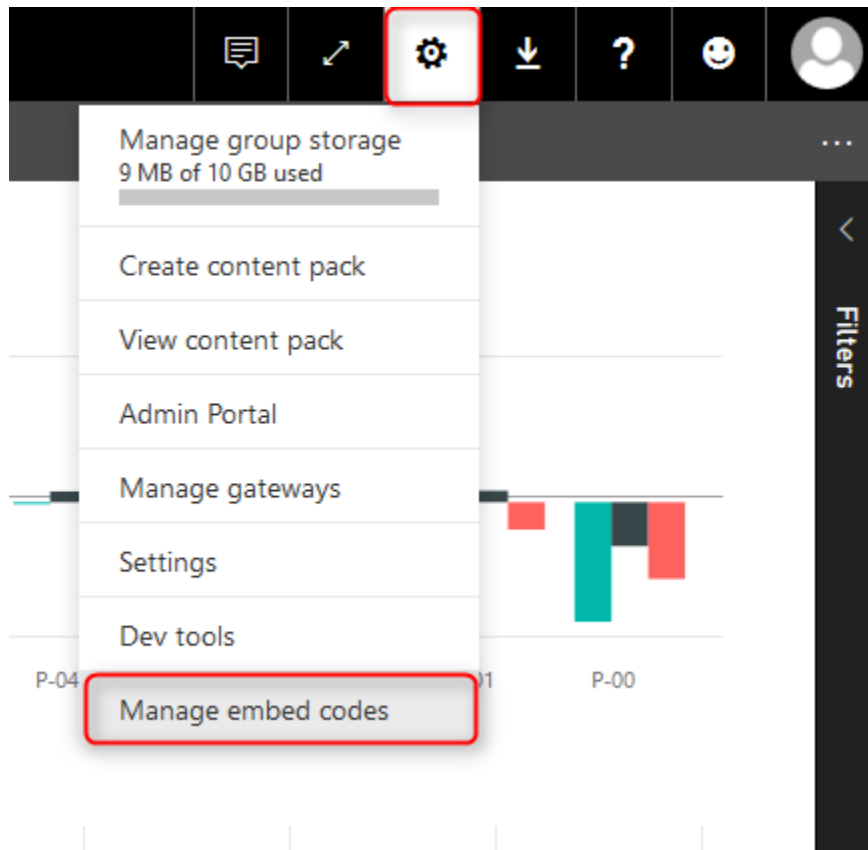 ?
...
Manage group storage
9 MB of 10 GB used
Create content pack
View content pack
Admin Portal
Manage gateways
Settings
Dev tools
Manage embed codes
Filters
P-04
P-00